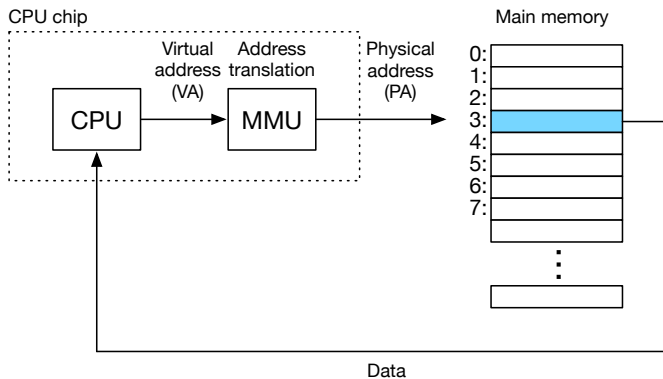 CPU chip
Main memory
Virtual
address
(VA)
Address
translation
Physical
address
(PA)
CPU
MMU
0:
1:
2:
3:
4:
5:
6:
7:
Data